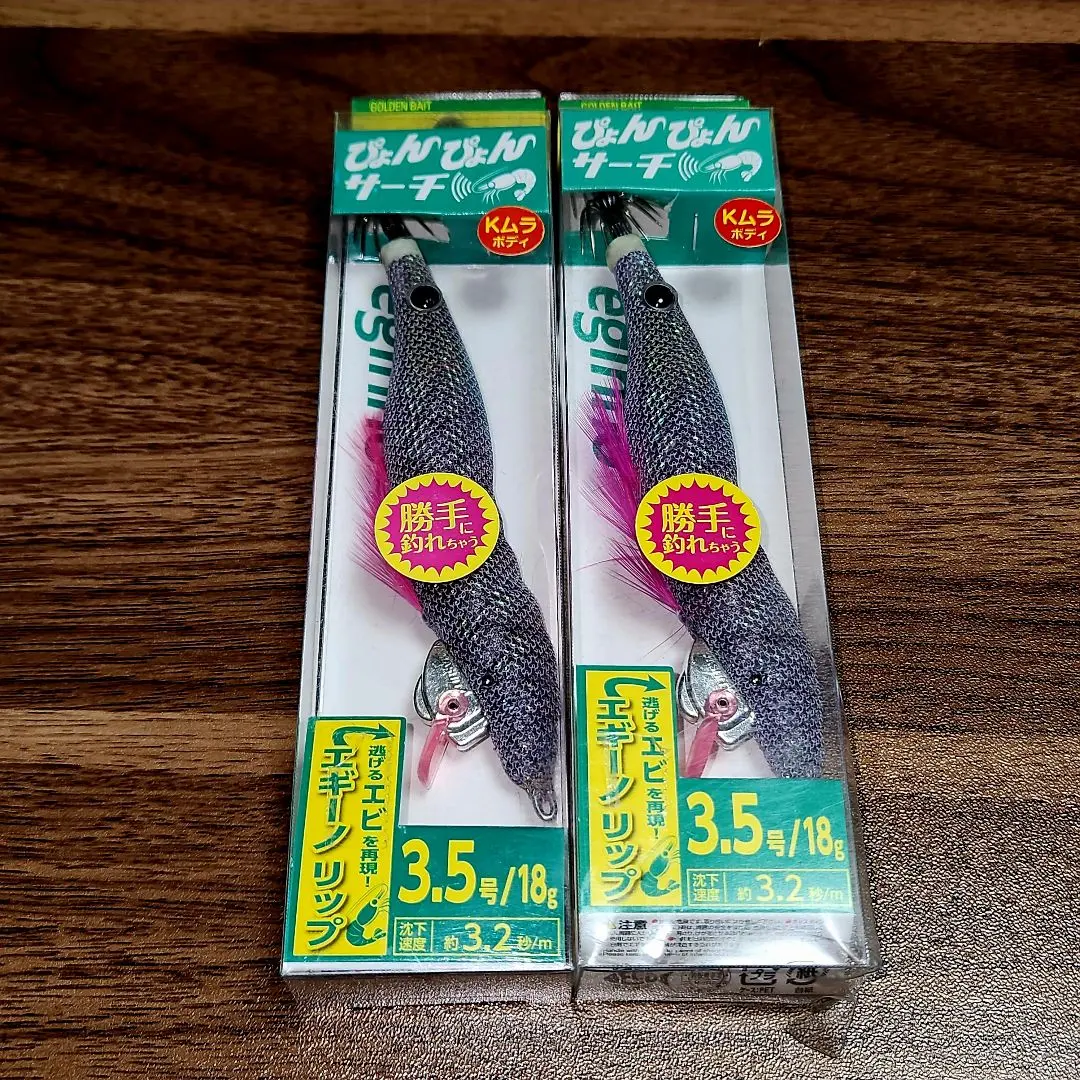 GOLDEN BAIT
ぴょんぴょん
サーチ
Kムラ
ボディ
egiin
勝手に
釣れちゃう
逃げるエビを再現!
エギーノリップ
3.5号/18g
沈下
速度
約3.2秒/m
GOLDEN BAIT
ぴょんぴょん
サーチ
Kムラ
ボディ
egiin
勝手に
釣れちゃう
逃げるエビを再現!
エギーノリップ
3.5号/18g
沈下
速度
約3.2秒/m
注意
プラ
紙